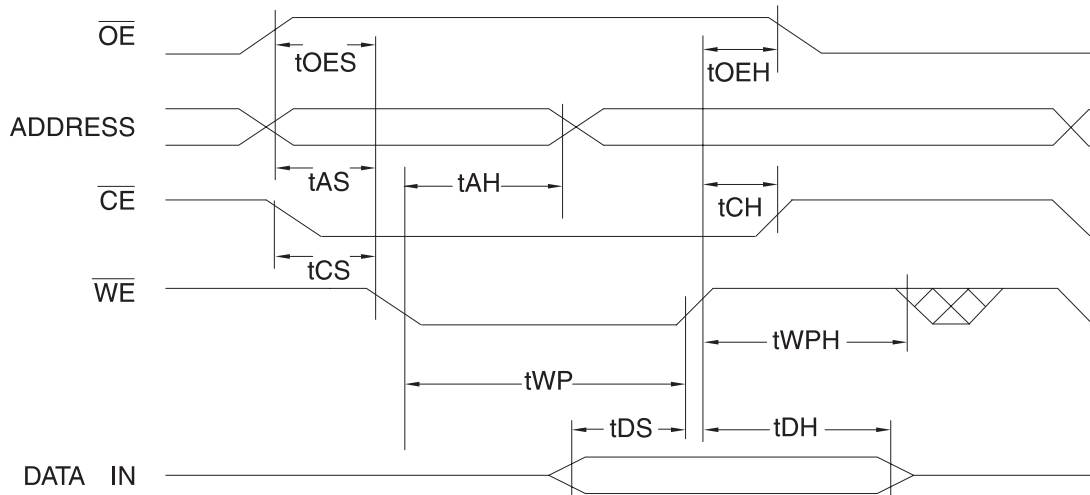 OE
tOES
tOEH
ADDRESS
tAS
tAH
CE
tCH
tCS
WE
tWPH
tWP
tDS
tDH
DATA IN